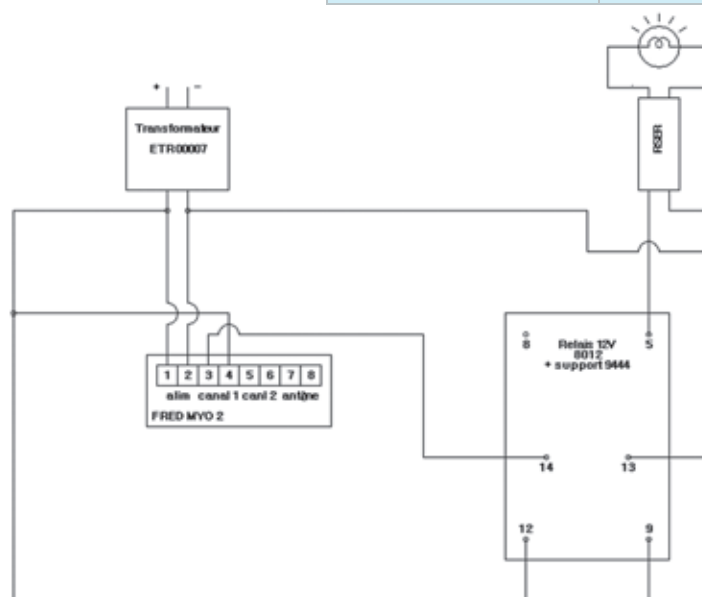 + −
Transformateur
ETR00007
RSER
8
Relais 12V
5
8012
+ support 9444
1 2 3 4 5 6 7 8
alim canal 1 canl 2 antène
FRED MYO 2
14
13
12
9